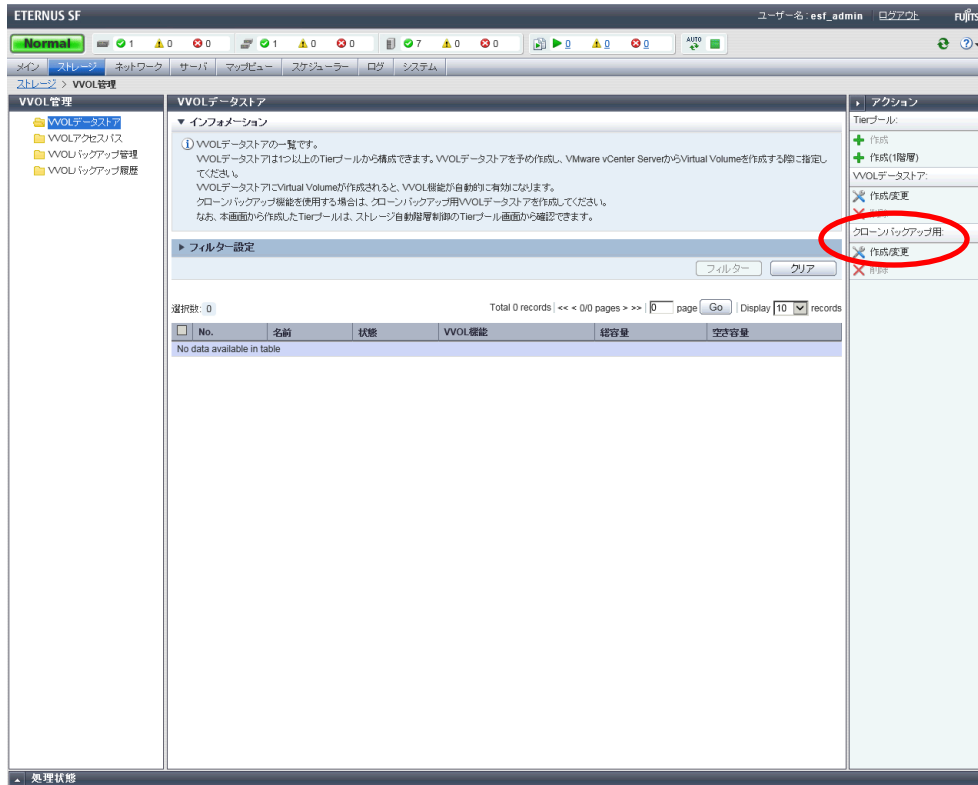 ETERNUS SF
ユーザー名:esf_admin ログアウト
Normal 1 0 0 1 0 0 7 0 0 0 0 0 AUTO
メイン ストレージ ネットワーク サーバ マップビュー スケジューラー ログ システム
ストレージ > VVOL管理
VVOL管理
VVOLデータストア
VVOLアクセスパス
VVOLバックアップ管理
VVOLバックアップ履歴
VVOLデータストア
▼ インフォメーション
VVOLデータストアの一覧です。
VVOLデータストアは1つ以上のTierプールから構成できます。VVOLデータストアを予め作成し、VMware vCenter ServerからVirtual Volumeを作成する際に指定し
てください。
VVOLデータストアにVirtual Volumeが作成されると、VVOL機能が自動的に有効になります。
クローンバックアップ機能を使用する場合は、クローンバックアップ用VVOLデータストアを作成してください。
なお、本画面から作成したTierプールは、ストレージ自動階層制御のTierプール画面から確認できます。
▶ フィルター設定
フィルター クリア
選択数: 0 Total 0 records | << < 0/0 pages > >> | 0 page Go | Display 10 records
No. 名前 状態 VVOL機能 総容量 空き容量
No data available in table
アクション
Tierプール:
作成
作成(1階層)
VVOLデータストア:
作成/変更
クローンバックアップ用:
作成/変更
削除
処理状態